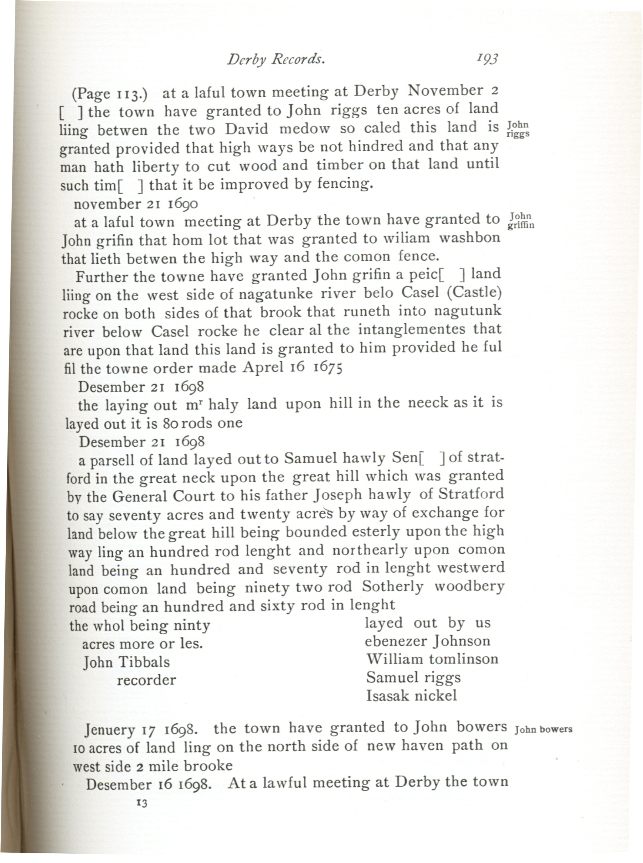 Derby Records. 193
(Page 113.) at a laful town meeting at Derby November 2
[ ] the town have granted to John riggs ten acres of land
liing betwen the two David medow so caled this land is John riggs
granted provided that high ways be not hindred and that any
man hath liberty to cut wood and timber on that land until
such tim[ ] that it be improved by fencing.
november 21 1690
at a laful town meeting at Derby the town have granted to John griffin
John grifin that hom lot that was granted to wiliam washbon
that lieth betwen the high way and the comon fence.
Further the towne have granted John grifin a peic[ ] land
liing on the west side of nagatunke river belo Casel (Castle)
rocke on both sides of that brook that runeth into nagutunk
river below Casel rocke he clear al the intanglementes that
are upon that land this land is granted to him provided he ful
fil the towne order made Aprel 16 1675
Desember 21 1698
the laying out mr haly land upon hill in the neeck as it is
layed out it is 80 rods one
Desember 21 1698
a parsell of land layed out to Samuel hawly Sen[ ] of strat-
ford in the great neck upon the great hill which was granted
by the General Court to his father Joseph hawly of Stratford
to say seventy acres and twenty acres by way of exchange for
land below the great hill being bounded esterly upon the high
way ling an hundred rod lenght and northearly upon comon
land being an hundred and seventy rod in lenght westwerd
upon comon land being ninety two rod Sotherly woodbery
road being an hundred and sixty rod in lenght
the whol being ninty layed out by us
acres more or les. ebenezer Johnson
John Tibbals William tomlinson
recorder Samuel riggs
Isasak nickel
Jenuery 17 1698. the town have granted to John bowers John bowers
10 acres of land ling on the north side of new haven path on
west side 2 mile brooke
Desember 16 1698. At a lawful meeting at Derby the town
13